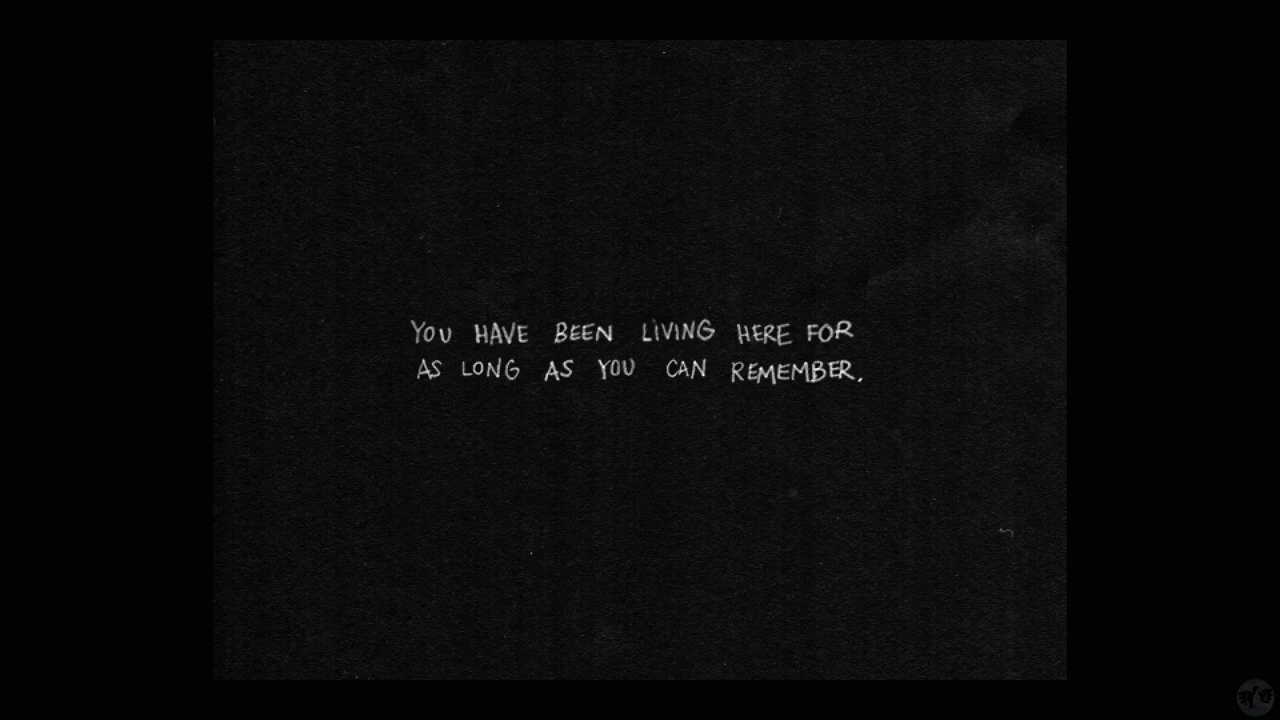 YOU HAVE BEEN LIVING HERE FOR
AS LONG AS YOU CAN REMEMBER.